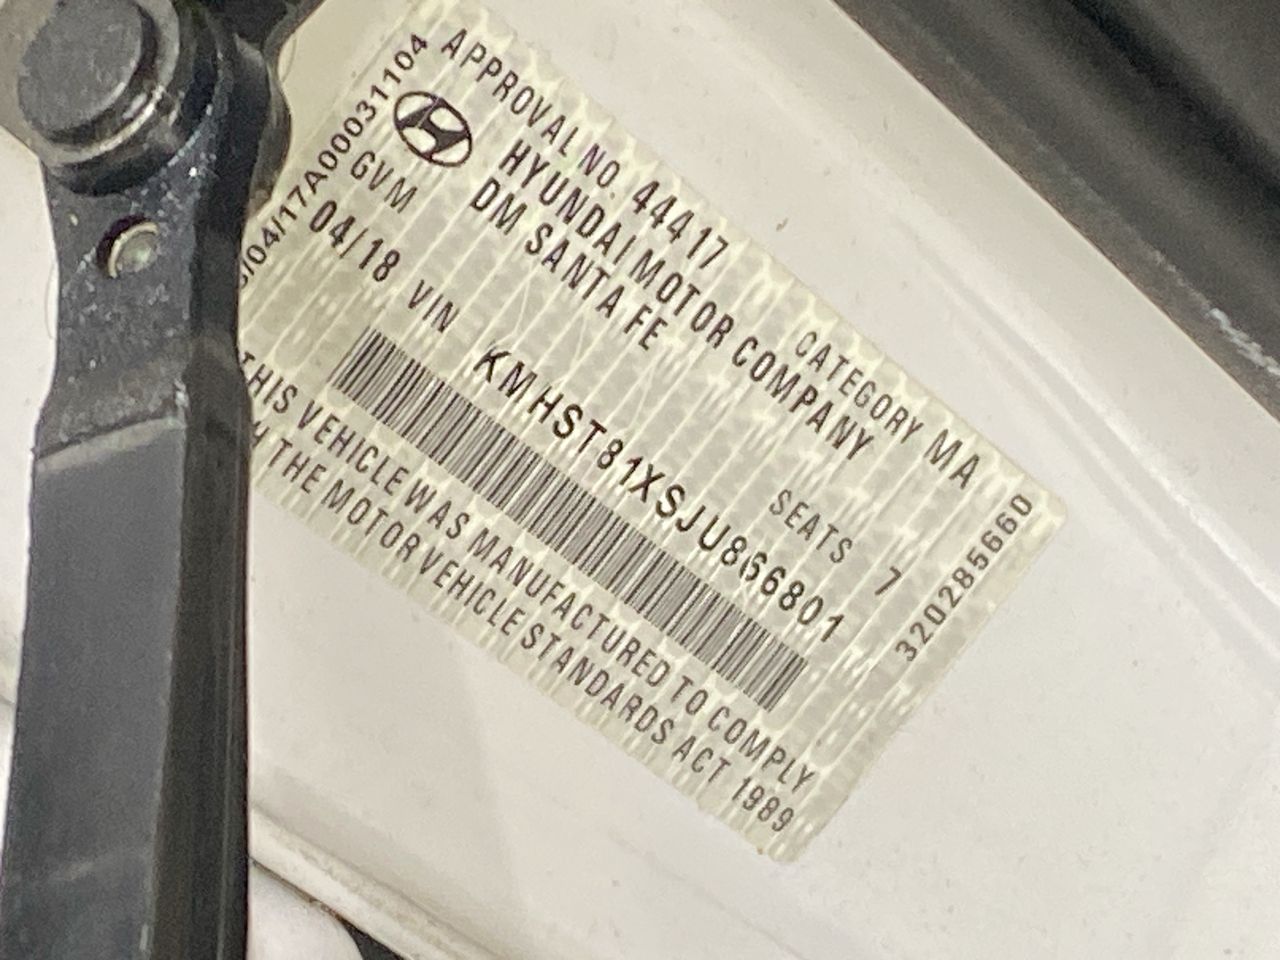 APPROVAL NO. 44417 CATEGORY MA
HYUNDAI MOTOR COMPANY
DM SANTA FE
GVM SEATS 7
04/18 VIN KMHST81XSJU866801
THIS VEHICLE WAS MANUFACTURED TO COMPLY
THE MOTOR VEHICLE STANDARDS ACT 1989
/04/17A00031104
320285660